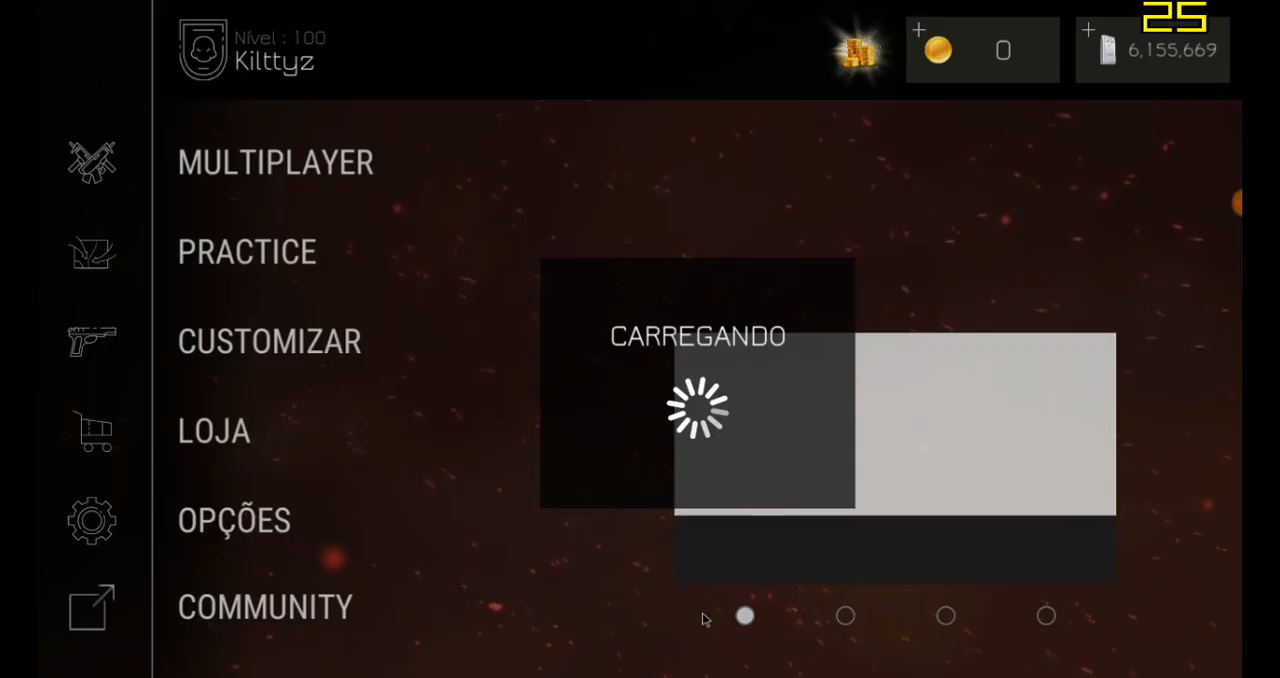 25
Nível : 100
Kilttyz
0
6,155,669
MULTIPLAYER
PRACTICE
CUSTOMIZAR
CARREGANDO
LOJA
OPÇÕES
COMMUNITY